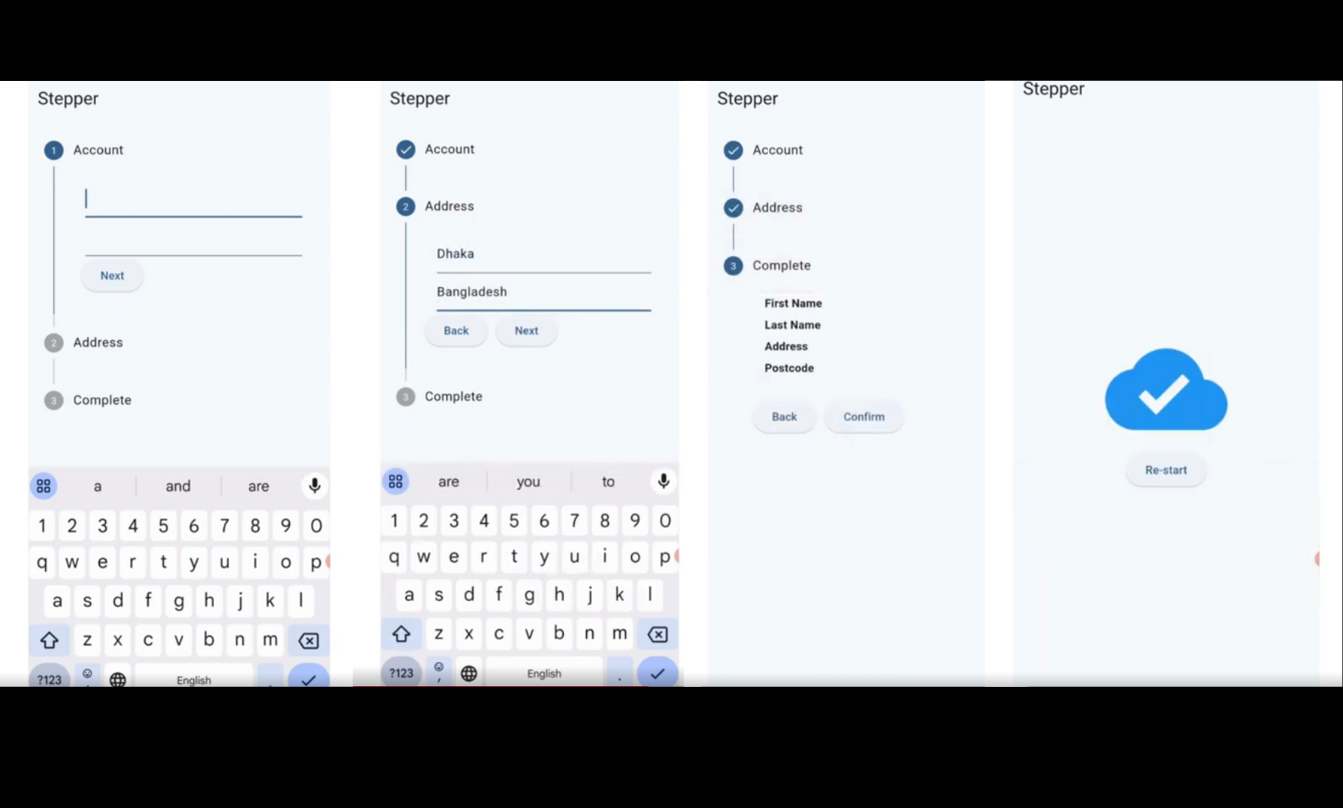 Stepper
1 Account
Next
2 Address
3 Complete
a and are
1 2 3 4 5 6 7 8 9 0
q w e r t y u i o p
a s d f g h j k l
z x c v b n m
?123 , English .
Stepper
Account
2 Address
Dhaka
Bangladesh
Back Next
3 Complete
are you to
1 2 3 4 5 6 7 8 9 0
q w e r t y u i o p
a s d f g h j k l
z x c v b n m
?123 , English .
Stepper
Account
Address
3 Complete
First Name
Last Name
Address
Postcode
Back Confirm
Stepper
Re-start